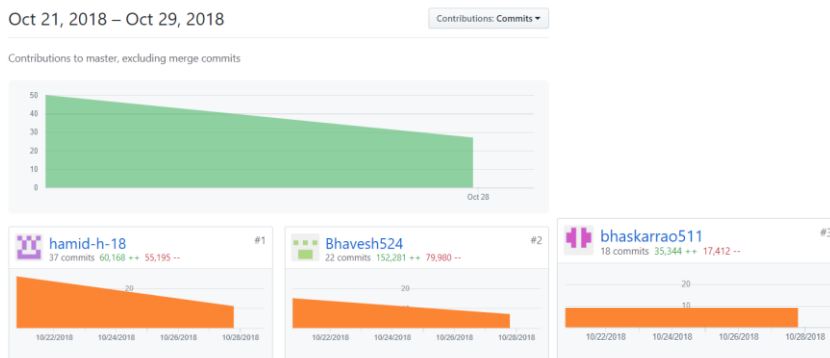 Oct 21, 2018 – Oct 29, 2018
Contributions: Commits
Contributions to master, excluding merge commits
50
40
30
20
10
0
Oct 28
hamid-h-18
#1
37 commits 60,168 ++ 55,195 --
20
10/22/2018 10/24/2018 10/26/2018 10/28/2018
Bhavesh524
#2
22 commits 152,281 ++ 79,980 --
20
10/22/2018 10/24/2018 10/26/2018 10/28/2018
bhaskarrao511
#3
18 commits 35,344 ++ 17,412 --
20
10
10/22/2018 10/24/2018 10/26/2018 10/28/2018